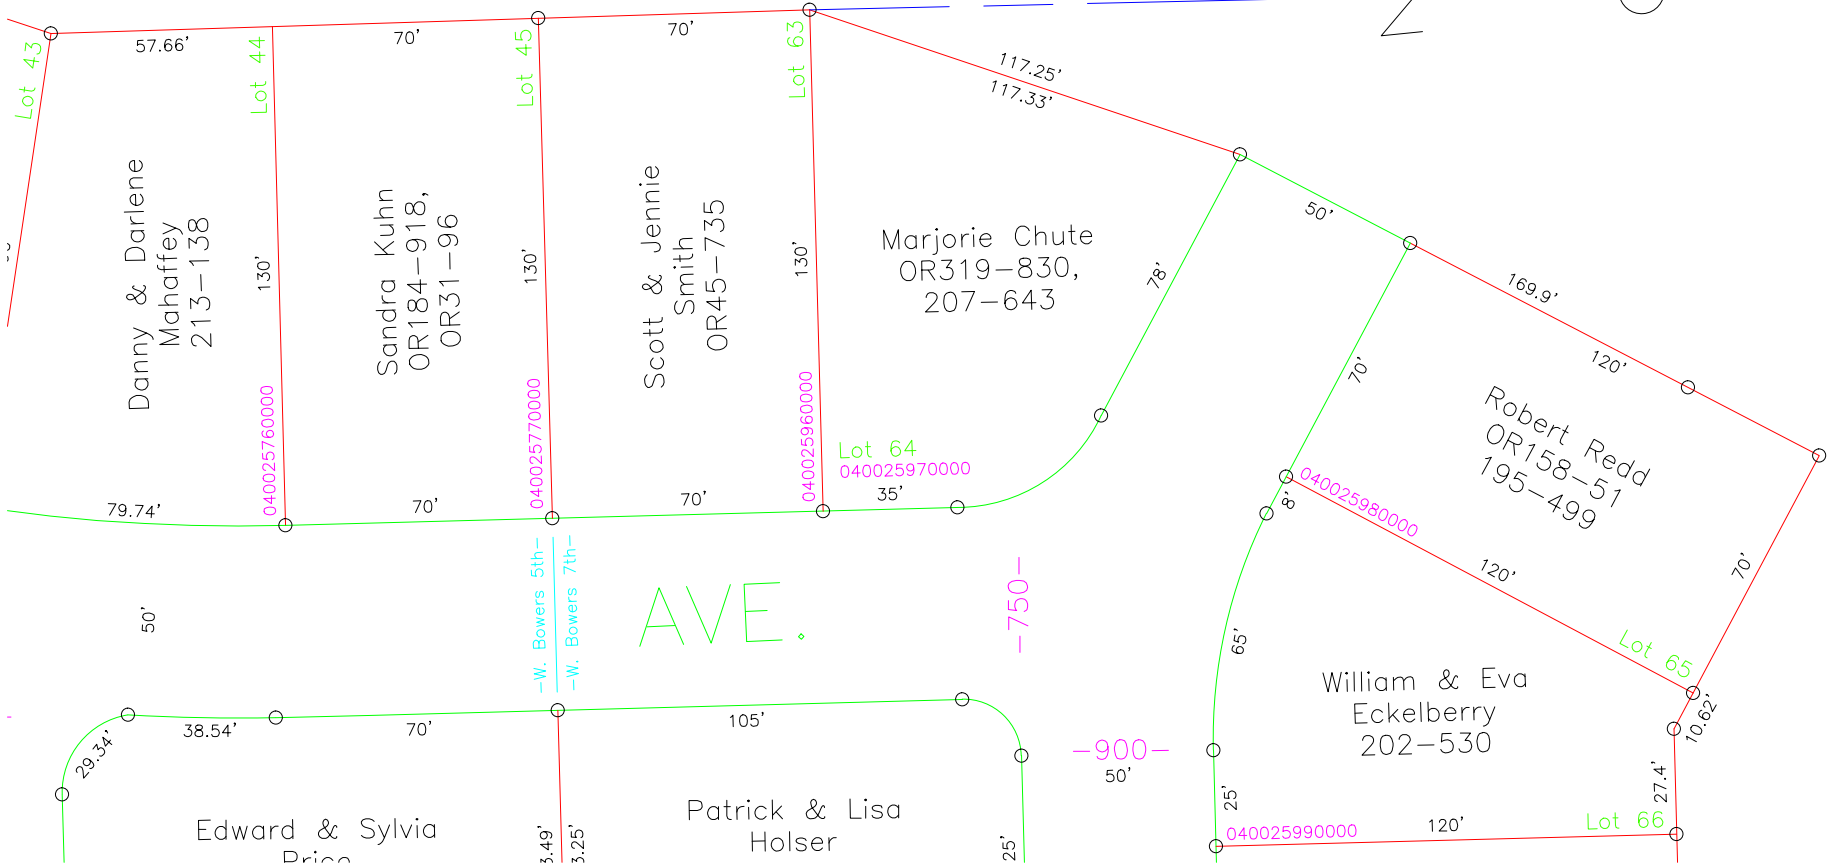 Lot 43
57.66'
Lot 44
70'
Lot 45
70'
Lot 63
117.25'
117.33'
50'
169.9'
120'
Danny & Darlene
Mahaffey
213-138
130'
Sandra Kuhn
OR184-918,
OR31-96
130'
Scott & Jennie
Smith
OR45-735
130'
Marjorie Chute
OR319-830,
207-643
78'
70'
Robert Redd
OR158-51
195-499
70'
040025760000
040025770000
040025960000
Lot 64
040025970000
35'
79.74'
70'
70'
8'
040025980000
120'
Lot 65
50'
-W. Bowers 5th-
-W. Bowers 7th-
AVE.
-750-
65'
William & Eva
Eckelberry
202-530
10.62'
27.4'
29.34'
38.54'
70'
105'
-900-
50'
25'
Edward & Sylvia
Price
Patrick & Lisa
Holser
25'
3.49'
3.25'
040025990000
120'
Lot 66